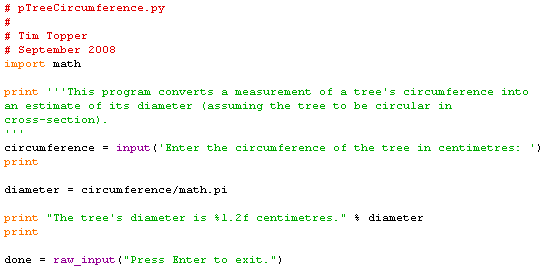 # pTreeCircumference.py
#
# Tim Topper
# September 2008
import math
print '''This program converts a measurement of a tree's circumference into
an estimate of its diameter (assuming the tree to be circular in
cross-section).
'''
circumference = input('Enter the circumference of the tree in centimetres: ')
print
diameter = circumference/math.pi
print "The tree's diameter is %1.2f centimetres." % diameter
print
done = raw_input("Press Enter to exit.")